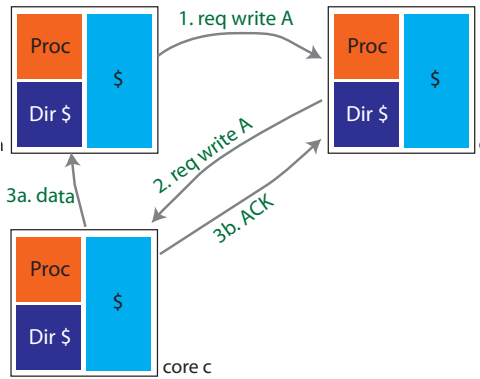 1. req write A
Proc
$
Dir $
Proc
$
Dir $
2. req write A
3a. data
3b. ACK
Proc
$
Dir $
core c